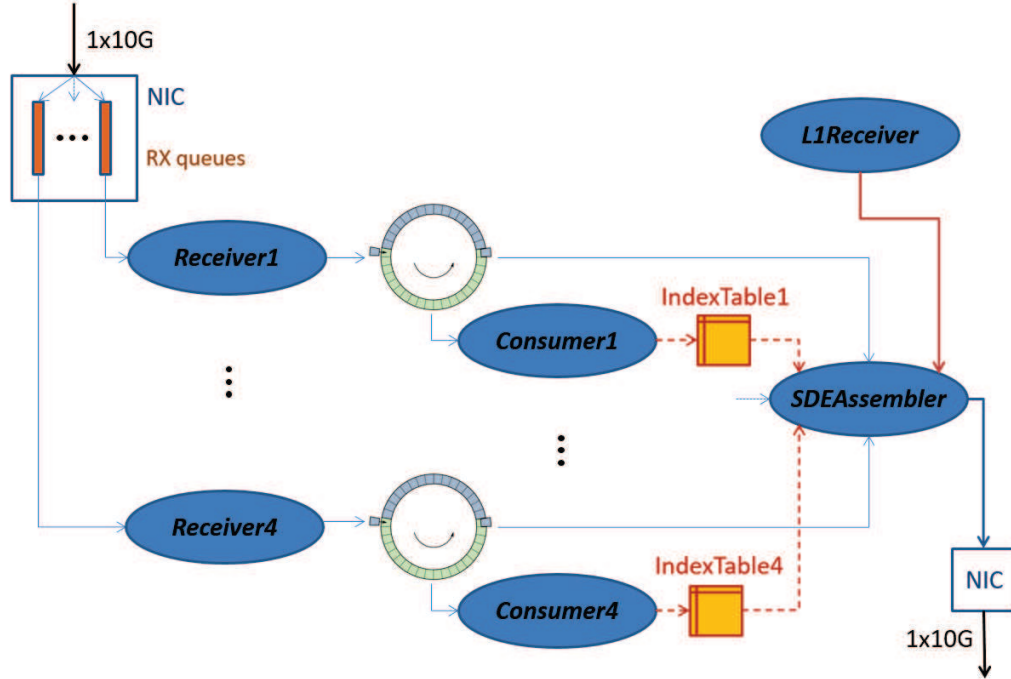 1x10G
NIC
RX queues
L1Receiver
Receiver1
IndexTable1
Consumer1
SDEAssembler
Receiver4
IndexTable4
Consumer4
NIC
1x10G